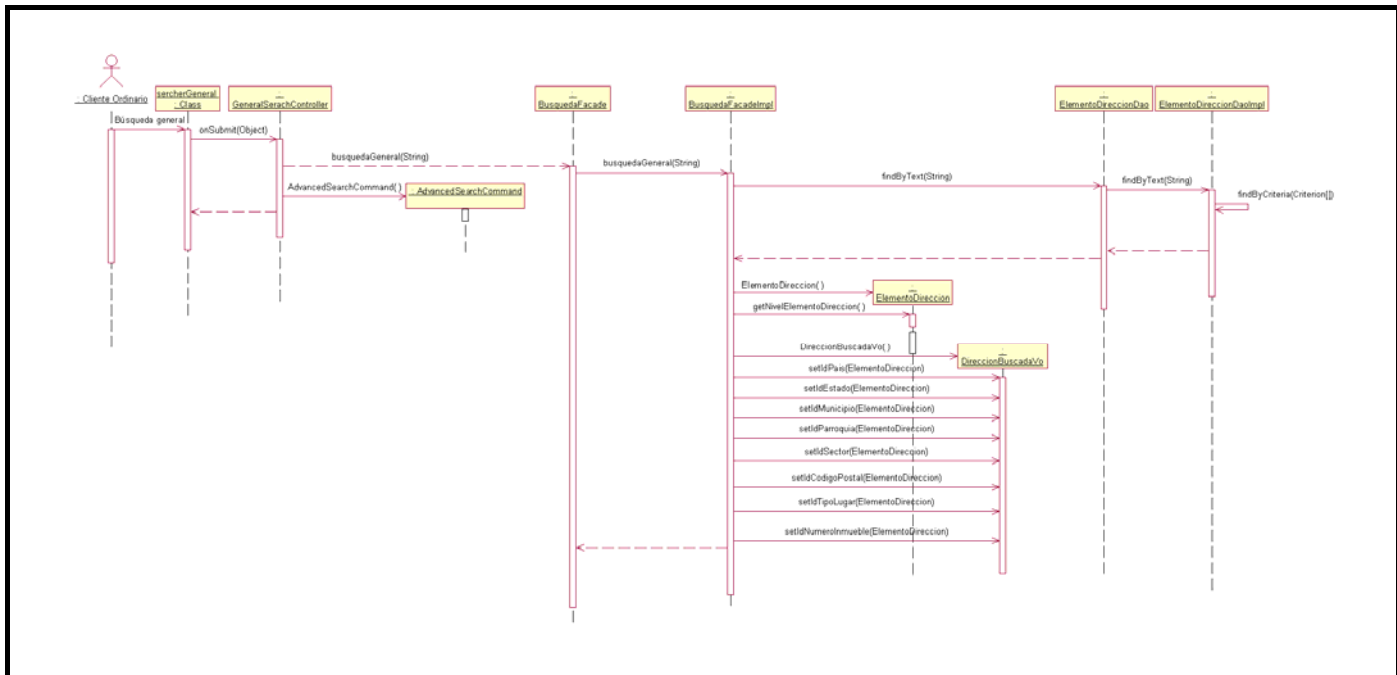 : Cliente Ordinario
sercherGeneral
: Class
:
GeneralSerachController
:
BusquedaFacade
:
BusquedaFacadeImpl
:
ElementoDireccionDao
:
ElementoDireccionDaoImpl
Búsqueda general
onSubmit(Object)
busquedaGeneral(String)
busquedaGeneral(String)
AdvancedSearchCommand( )
: AdvancedSearchCommand
findByText(String)
findByText(String)
findByCriteria(Criterion[])
ElementoDireccion( )
:
ElementoDireccion
getNivelElementoDireccion( )
DireccionBuscadaVo( )
:
DireccionBuscadaVo
setIdPais(ElementoDireccion)
setIdEstado(ElementoDireccion)
setIdMunicipio(ElementoDireccion)
setIdParroquia(ElementoDireccion)
setIdSector(ElementoDireccion)
setIdCodigoPostal(ElementoDireccion)
setIdTipoLugar(ElementoDireccion)
setIdNumeroInmueble(ElementoDireccion)